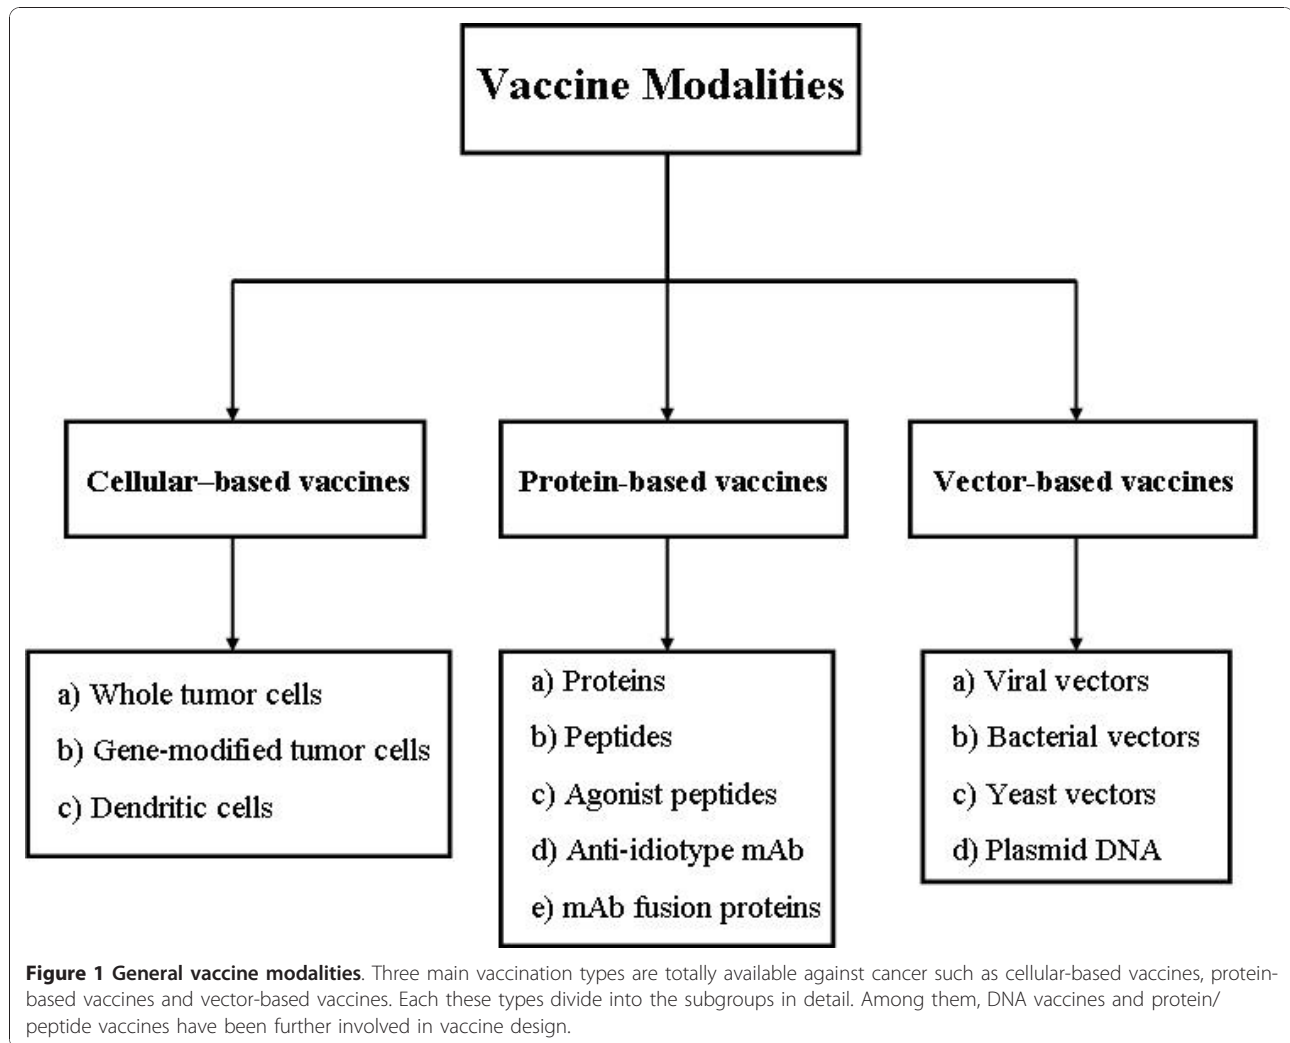 Vaccine Modalities
Cellular–based vaccines
Protein-based vaccines
Vector-based vaccines
a) Whole tumor cells
b) Gene-modified tumor cells
c) Dendritic cells
a) Proteins
b) Peptides
c) Agonist peptides
d) Anti-idiotype mAb
e) mAb fusion proteins
a) Viral vectors
b) Bacterial vectors
c) Yeast vectors
d) Plasmid DNA
Figure 1 General vaccine modalities. Three main vaccination types are totally available against cancer such as cellular-based vaccines, protein-
based vaccines and vector-based vaccines. Each these types divide into the subgroups in detail. Among them, DNA vaccines and protein/
peptide vaccines have been further involved in vaccine design.